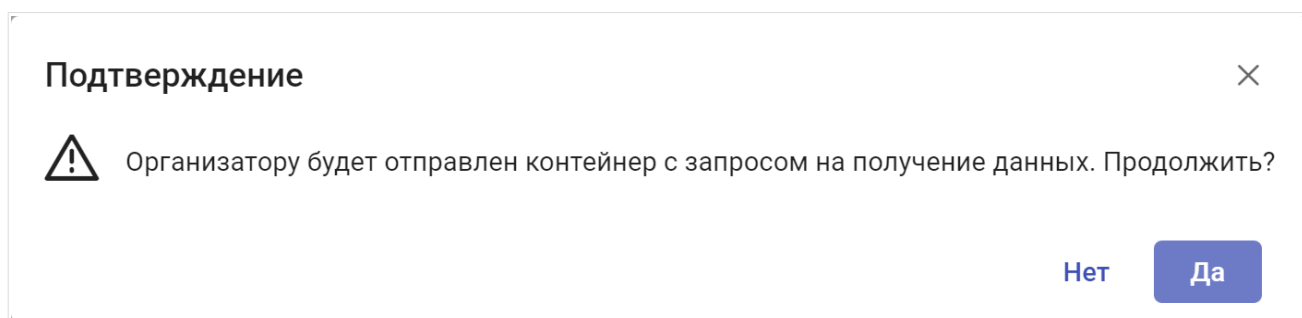 Подтверждение
Организатору будет отправлен контейнер с запросом на получение данных. Продолжить?
Нет Да